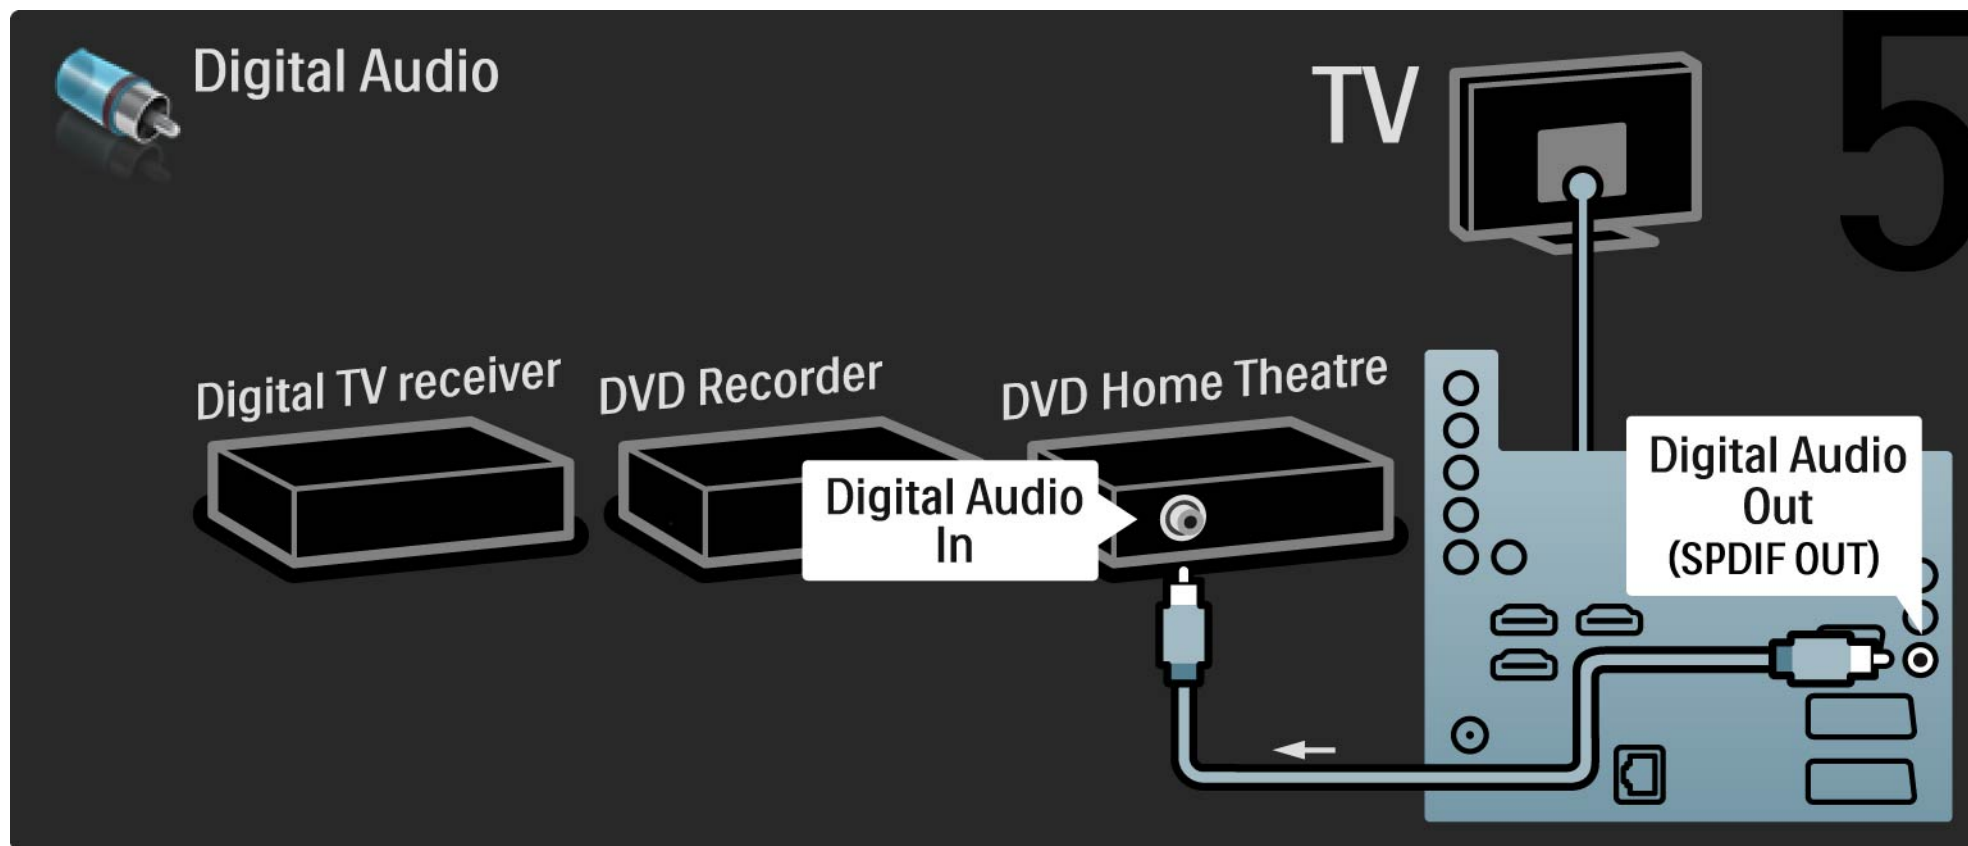 Digital Audio
TV
5
Digital TV receiver
DVD Recorder
DVD Home Theatre
Digital Audio
In
Digital Audio
Out
(SPDIF OUT)